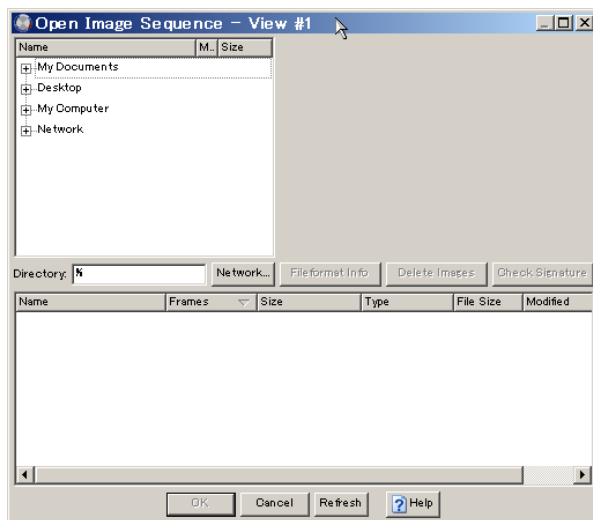 Open Image Sequence - View #1
Name M.. Size
My Documents
Desktop
My Computer
Network
Directory: % Network... Fileformat Info Delete Images Check Signature
Name Frames Size Type File Size Modified
OK Cancel Refresh Help